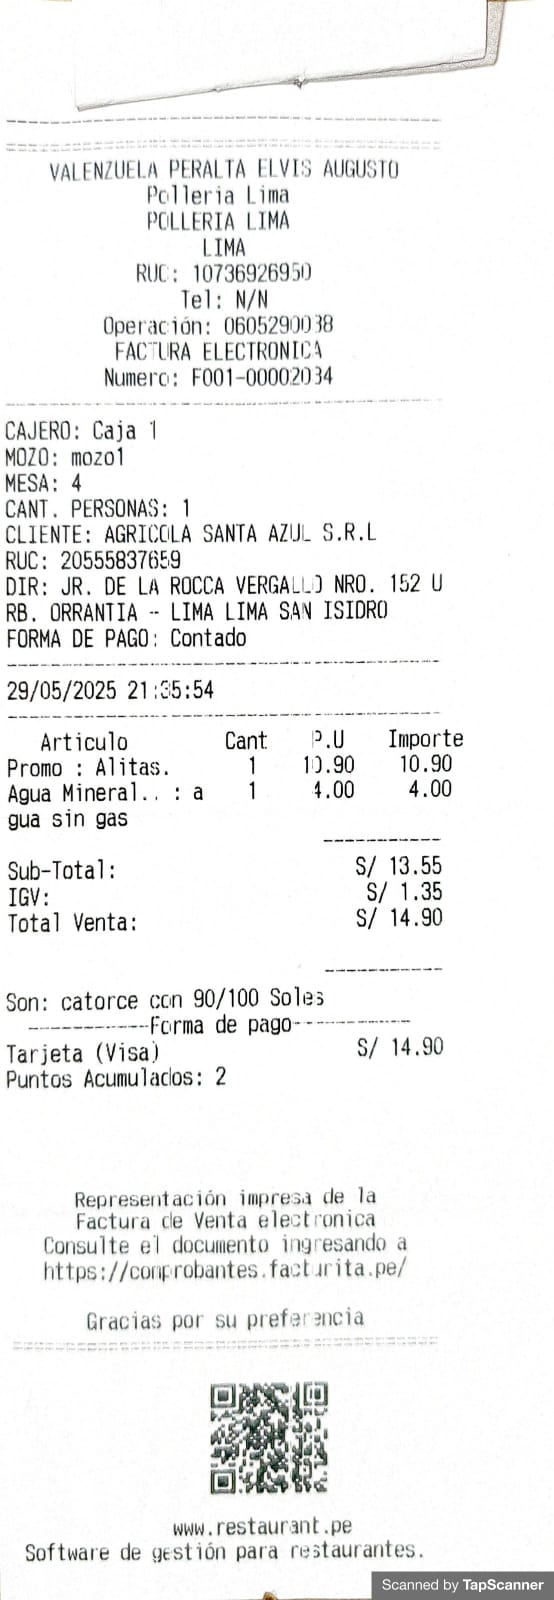 VALENZUELA PERALTA ELVIS AUGUSTO
Polleria Lima
POLLERIA LIMA
LIMA
RUC: 10736926950
Tel: N/N
Operación: 0605290038
FACTURA ELECTRONICA
Numero: F001-00002034
CAJERO: Caja 1
MOZO: mozo1
MESA: 4
CANT. PERSONAS: 1
CLIENTE: AGRICOLA SANTA AZUL S.R.L
RUC: 20555837659
DIR: JR. DE LA ROCCA VERGALLO NRO. 152 U
RB. ORRANTIA - LIMA LIMA SAN ISIDRO
FORMA DE PAGO: Contado
29/05/2025 21:35:54
Articulo Cant P.U Importe
Promo : Alitas. 1 10.90 10.90
Agua Mineral.. : a 1 4.00 4.00
gua sin gas
Sub-Total: S/ 13.55
IGV: S/ 1.35
Total Venta: S/ 14.90
Son: catorce con 90/100 Soles
-----------Forma de pago-----------
Tarjeta (Visa) S/ 14.90
Puntos Acumulados: 2
Representación impresa de la
Factura de Venta electronica
Consulte el documento ingresando a
https://comprobantes.facturita.pe/
Gracias por su preferencia
www.restaurant.pe
Software de gestión para restaurantes.
Scanned by TapScanner